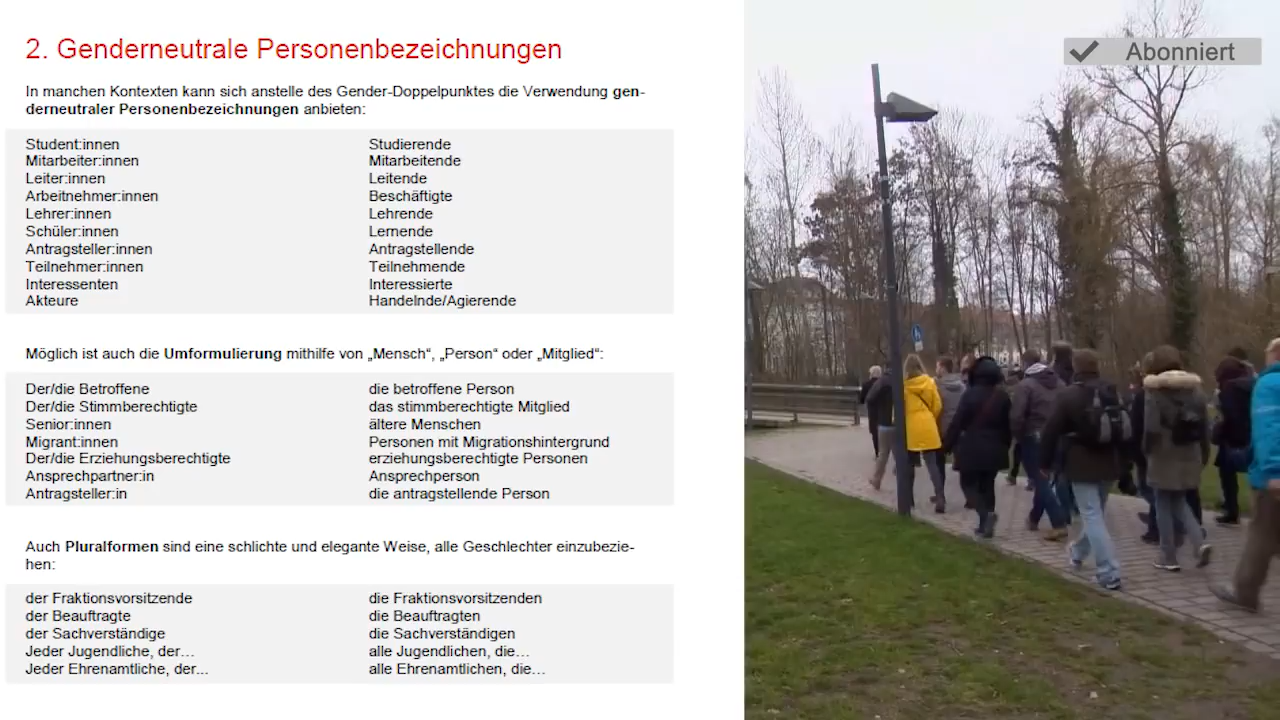 2. Genderneutrale Personenbezeichnungen
In manchen Kontexten kann sich anstelle des Gender-Doppelpunktes die Verwendung gen-
derneutraler Personenbezeichnungen anbieten:
Student:innen Studierende
Mitarbeiter:innen Mitarbeitende
Leiter:innen Leitende
Arbeitnehmer:innen Beschäftigte
Lehrer:innen Lehrende
Schüler:innen Lernende
Antragsteller:innen Antragstellende
Teilnehmer:innen Teilnehmende
Interessenten Interessierte
Akteure Handelnde/Agierende
Möglich ist auch die Umformulierung mithilfe von „Mensch“, „Person“ oder „Mitglied“:
Der/die Betroffene die betroffene Person
Der/die Stimmberechtigte das stimmberechtigte Mitglied
Senior:innen ältere Menschen
Migrant:innen Personen mit Migrationshintergrund
Der/die Erziehungsberechtigte erziehungsberechtigte Personen
Ansprechpartner:in Ansprechperson
Antragsteller:in die antragstellende Person
Auch Pluralformen sind eine schlichte und elegante Weise, alle Geschlechter einzubezie-
hen:
der Fraktionsvorsitzende die Fraktionsvorsitzenden
der Beauftragte die Beauftragten
der Sachverständige die Sachverständigen
Jeder Jugendliche, der… alle Jugendlichen, die…
Jeder Ehrenamtliche, der... alle Ehrenamtlichen, die…
Abonniert